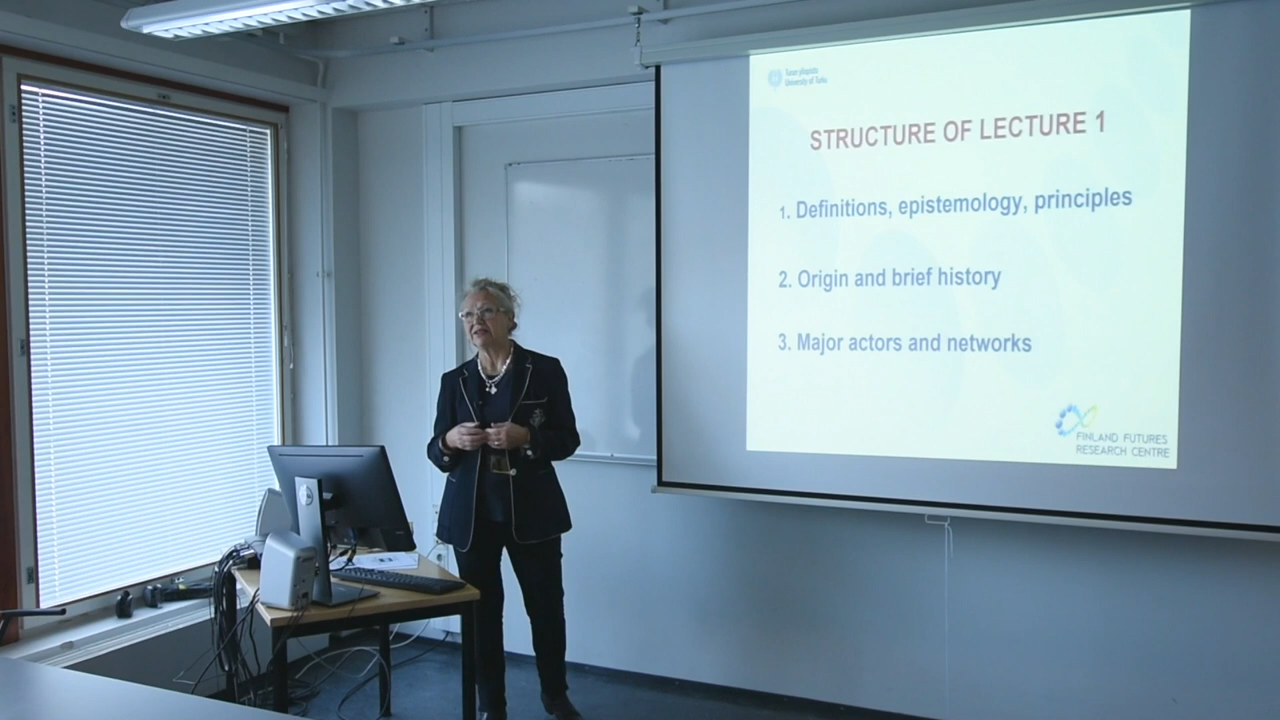 Turun yliopisto
University of Turku
STRUCTURE OF LECTURE 1
1. Definitions, epistemology, principles
2. Origin and brief history
3. Major actors and networks
FINLAND FUTURES
RESEARCH CENTRE